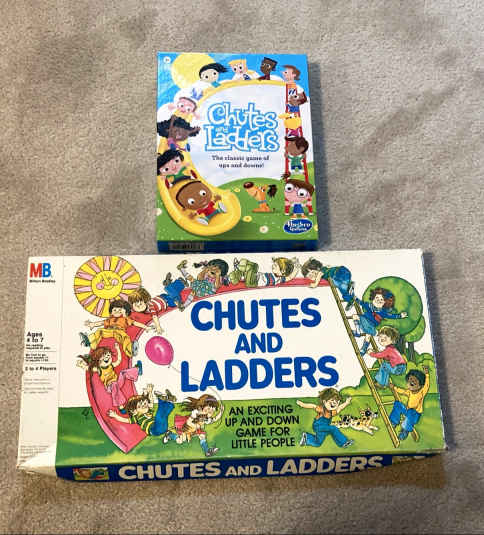 Chutes
and
Ladders
The classic game of
ups and downs!
Hasbro
Gaming
MB
Milton Bradley
Ages
4 to 7
2 to 4 Players
CHUTES
AND
LADDERS
AN EXCITING
UP AND DOWN
GAME FOR
LITTLE PEOPLE
CHUTES AND LADDERS